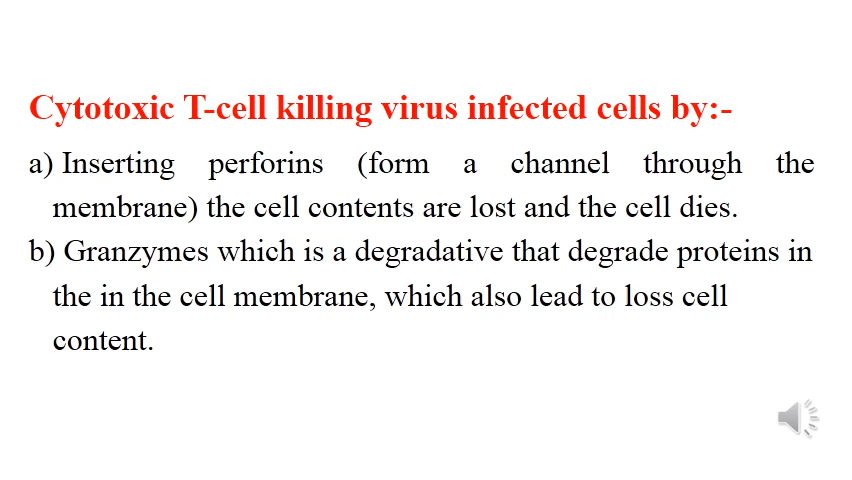 Cytotoxic T-cell killing virus infected cells by:-
a) Inserting perforins (form a channel through the
membrane) the cell contents are lost and the cell dies.
b) Granzymes which is a degradative that degrade proteins in
the in the cell membrane, which also lead to loss cell
content.